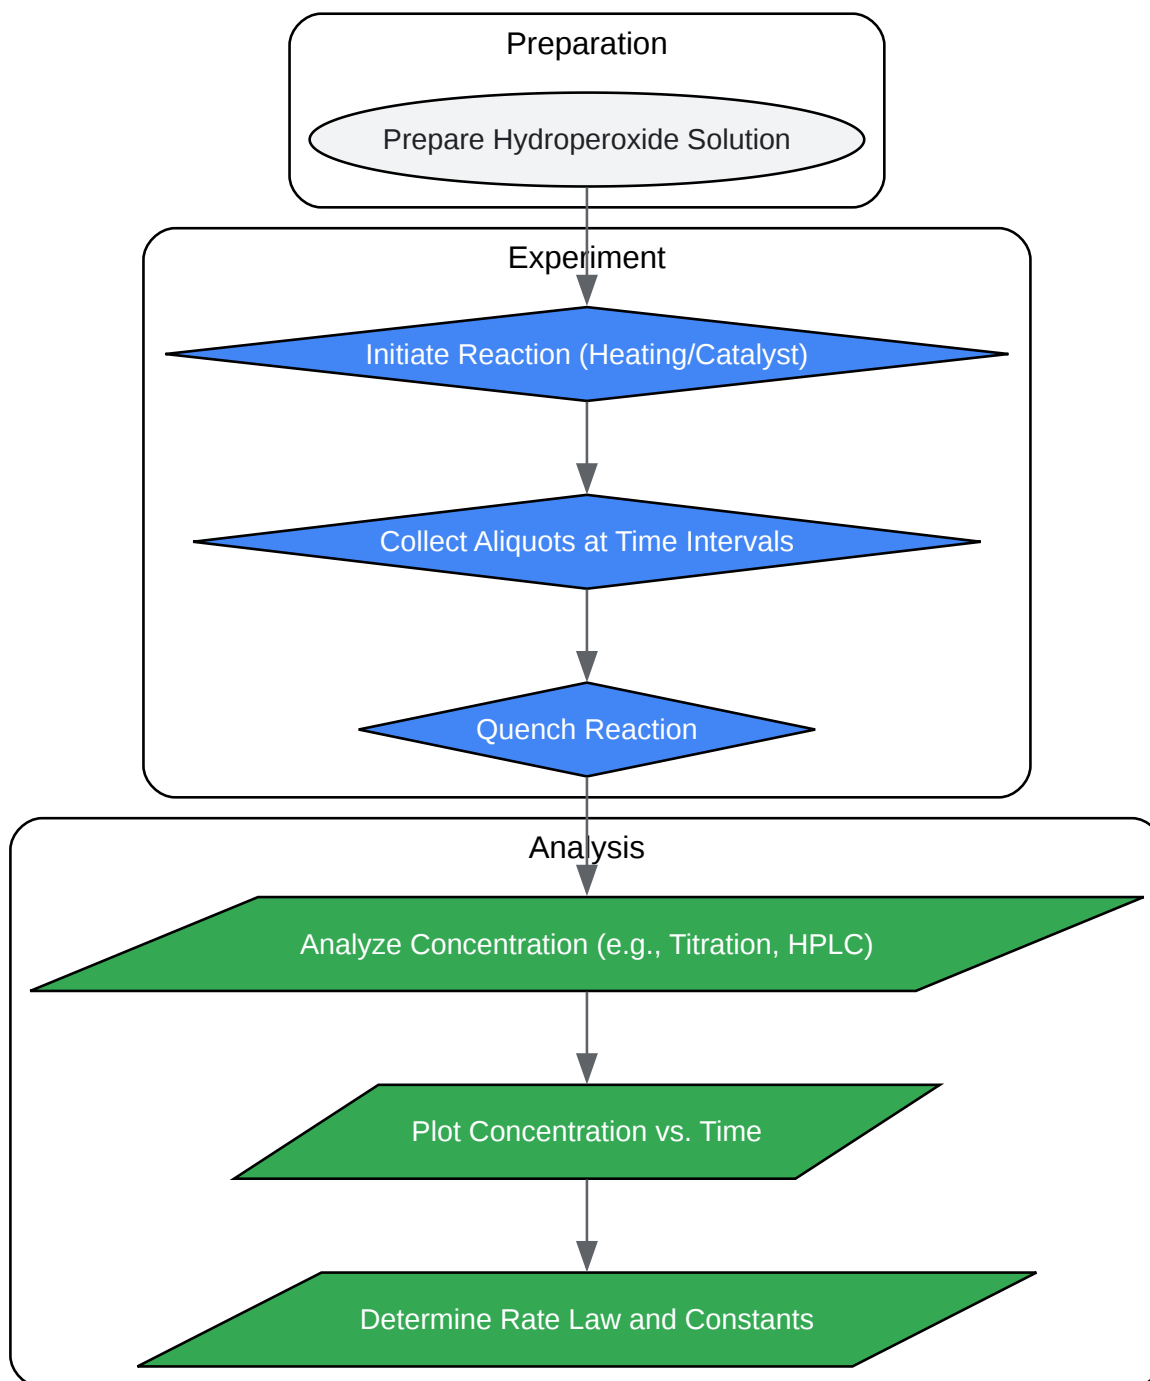 Preparation
Prepare Hydroperoxide Solution
Experiment
Initiate Reaction (Heating/Catalyst)
Collect Aliquots at Time Intervals
Quench Reaction
Analysis
Analyze Concentration (e.g., Titration, HPLC)
Plot Concentration vs. Time
Determine Rate Law and Constants